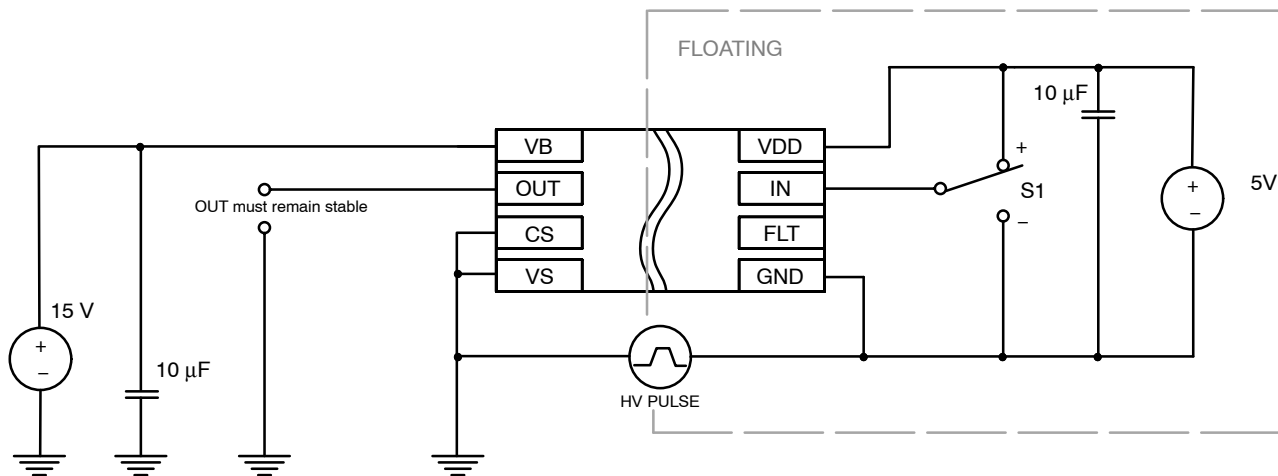 FLOATING
10 μF
VB
VDD
+
OUT
IN
S1
+
−
5V
OUT must remain stable
−
CS
FLT
VS
GND
15 V
+
−
10 μF
HV PULSE